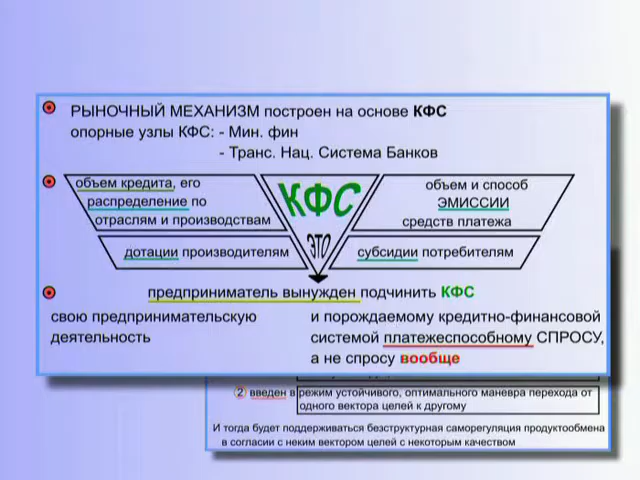 РЫНОЧНЫЙ МЕХАНИЗМ построен на основе КФС
опорные узлы КФС: - Мин. фин
- Транс. Нац. Система Банков
объем кредита, его
распределение по
отраслям и производствам
КФС
ЭТО
объем и способ
ЭМИССИИ
средств платежа
дотации производителям
субсидии потребителям
предприниматель вынужден подчинить КФС
свою предпринимательскую
деятельность
и порождаемому кредитно-финансовой
системой платежеспособному СПРОСУ,
а не спросу вообще
2 введен в режим устойчивого, оптимального маневра перехода от
одного вектора целей к другому
И тогда будет поддерживаться безструктурная саморегуляция продуктообмена
в согласии с неким вектором целей с некоторым качеством